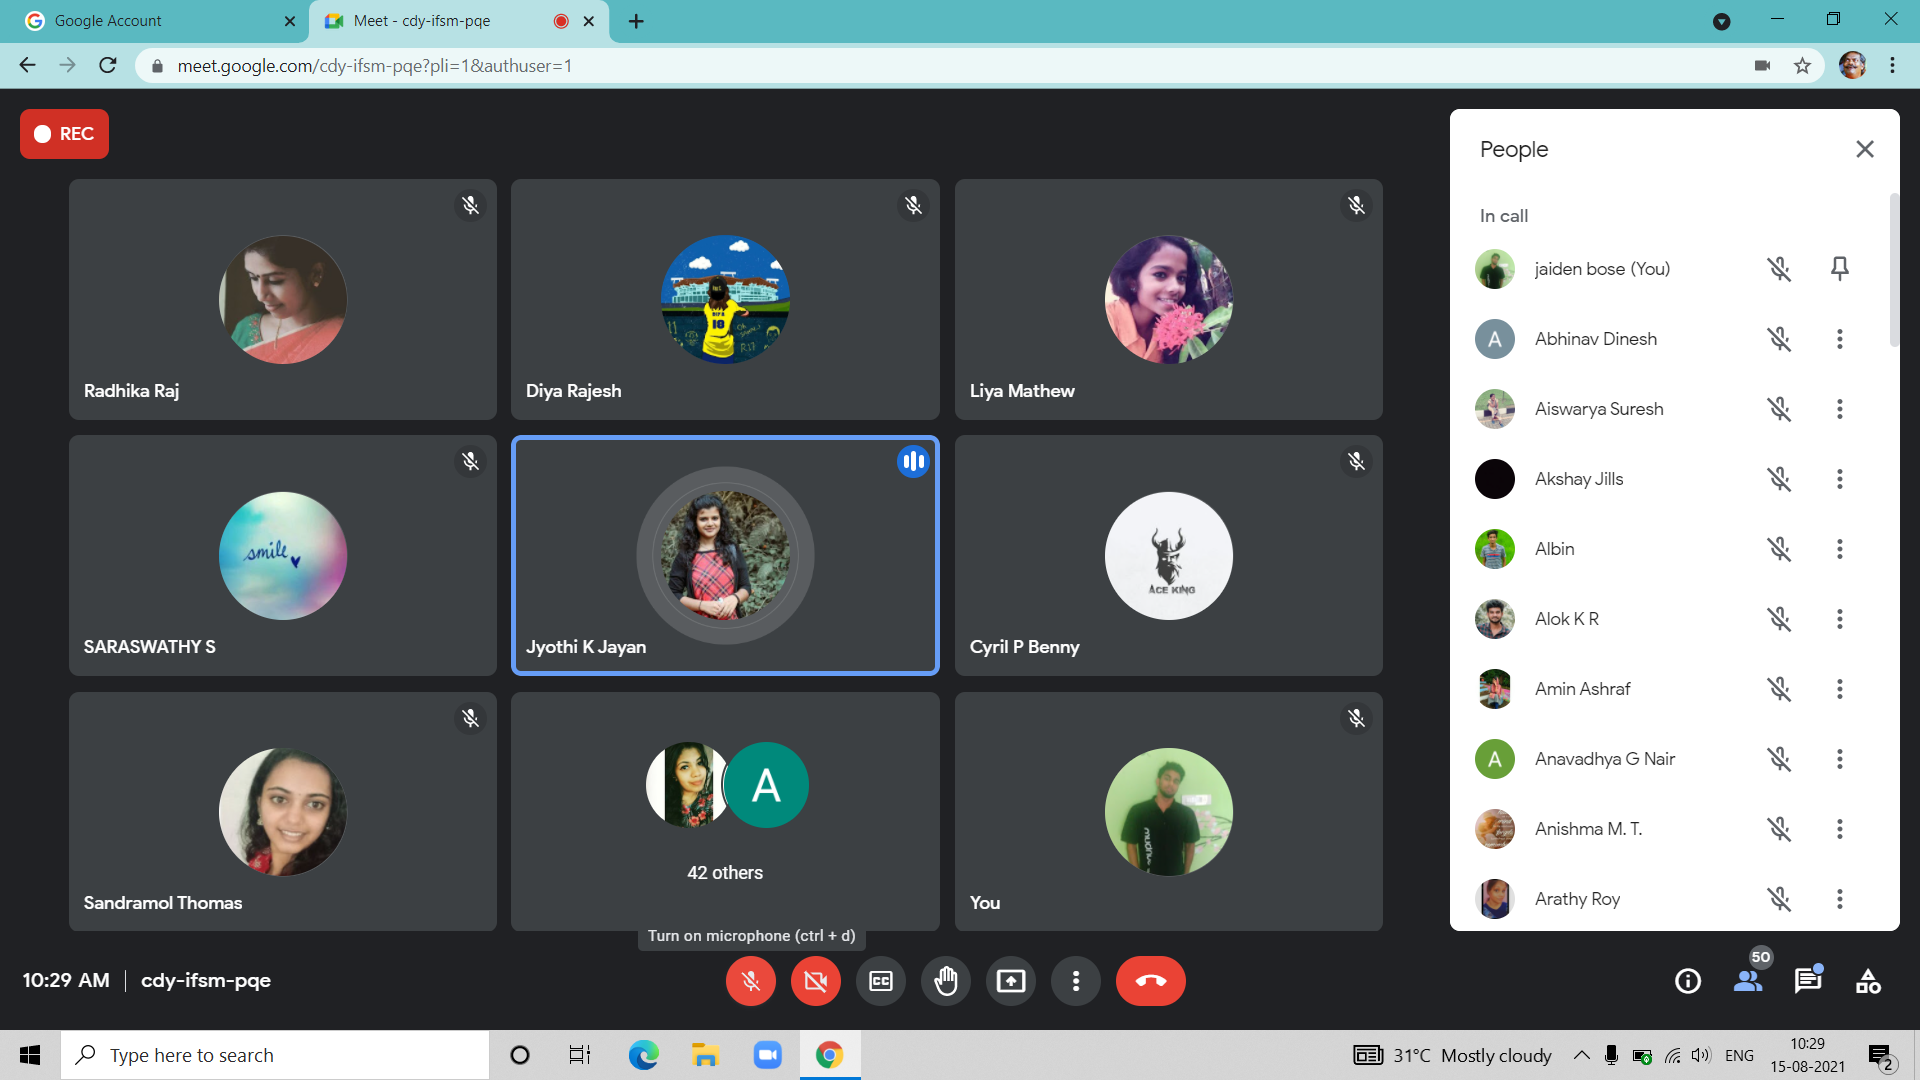 Google Account
Meet - cdy-ifsm-pqe
meet.google.com/cdy-ifsm-pqe?pli=1&authuser=1
REC
Radhika Raj
Diya Rajesh
Liya Mathew
smile
SARASWATHY S
Jyothi K Jayan
ACE KING
Cyril P Benny
Sandramol Thomas
A
42 others
You
Turn on microphone (ctrl + d)
People
In call
jaiden bose (You)
A
Abhinav Dinesh
Aiswarya Suresh
Akshay Jills
Albin
Alok K R
Amin Ashraf
A
Anavadhya G Nair
Anishma M. T.
Arathy Roy
10:29 AM
cdy-ifsm-pqe
CC
50
Type here to search
31°C Mostly cloudy
ENG
10:29
15-08-2021
2